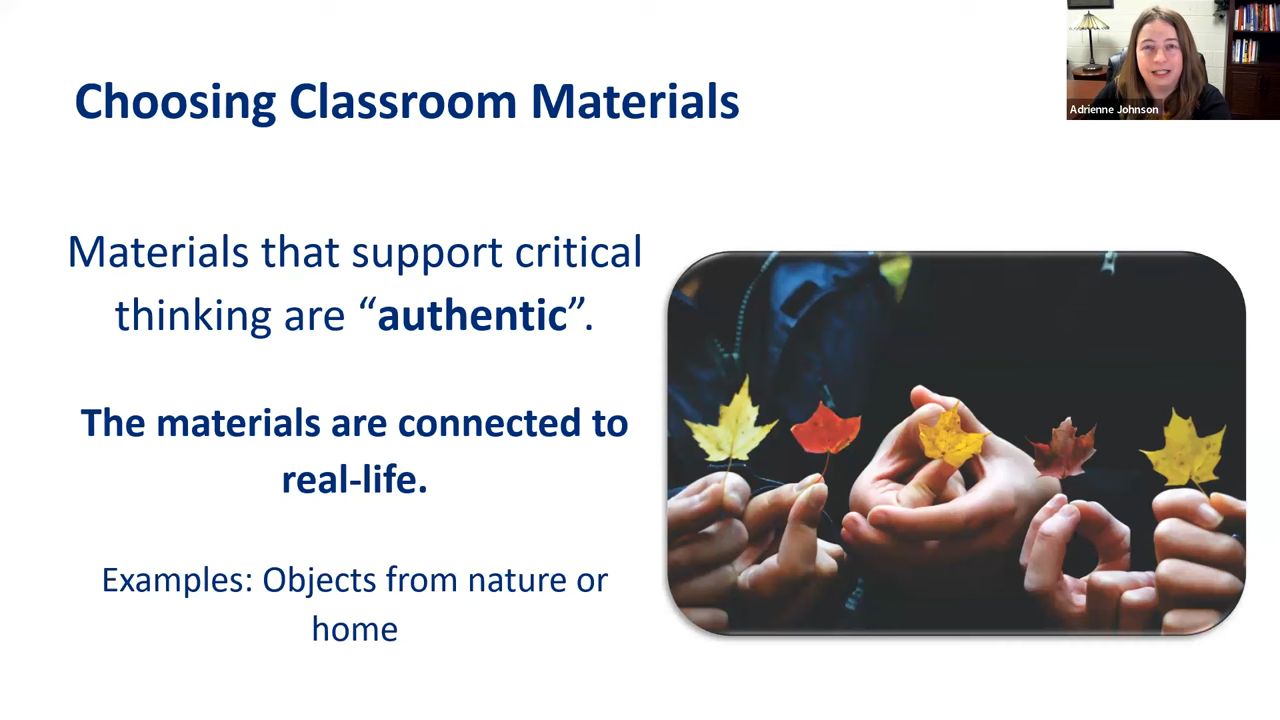 Choosing Classroom Materials
Adrienne Johnson
Materials that support critical
thinking are “authentic”.
The materials are connected to
real-life.
Examples: Objects from nature or
home